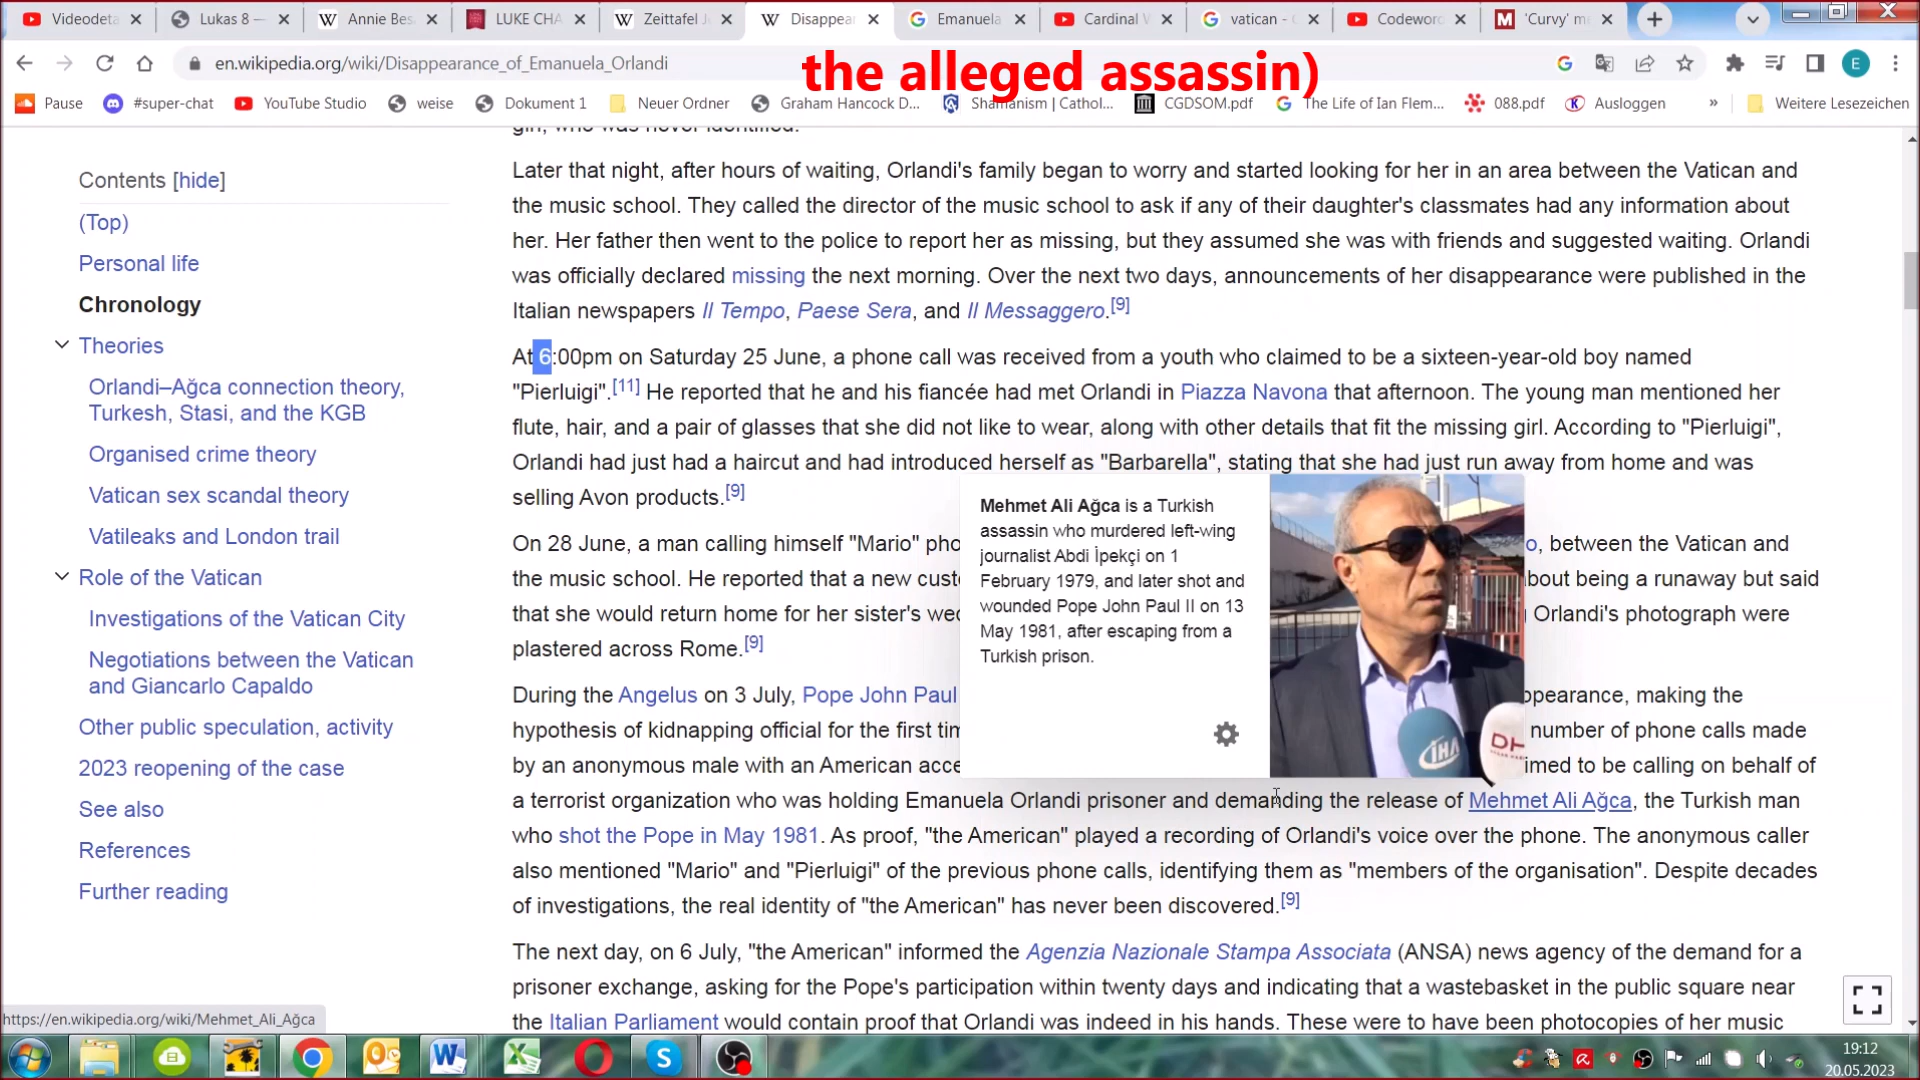 Videodeta
Lukas 8 —
Annie Bes
LUKE CHA
Zeittafel J
Disappear
Emanuela
Cardinal W
vatican - G
Codeword
'Curvy' m
en.wikipedia.org/wiki/Disappearance_of_Emanuela_Orlandi
the alleged assassin)
E
Pause
#super-chat
YouTube Studio
weise
Dokument 1
Neuer Ordner
Graham Hancock D...
Shamanism | Cathol...
CGDSOM.pdf
The Life of Ian Flem...
088.pdf
Ausloggen
»
Weitere Lesezeichen
girl, who was never identified.
Contents [hide]
(Top)
Personal life
Chronology
Theories
Orlandi–Ağca connection theory,
Turkesh, Stasi, and the KGB
Organised crime theory
Vatican sex scandal theory
Vatileaks and London trail
Role of the Vatican
Investigations of the Vatican City
Negotiations between the Vatican
and Giancarlo Capaldo
Other public speculation, activity
2023 reopening of the case
See also
References
Further reading
Later that night, after hours of waiting, Orlandi's family began to worry and started looking for her in an area between the Vatican and
the music school. They called the director of the music school to ask if any of their daughter's classmates had any information about
her. Her father then went to the police to report her as missing, but they assumed she was with friends and suggested waiting. Orlandi
was officially declared missing the next morning. Over the next two days, announcements of her disappearance were published in the
Italian newspapers Il Tempo, Paese Sera, and Il Messaggero.[9]
At 6:00pm on Saturday 25 June, a phone call was received from a youth who claimed to be a sixteen-year-old boy named
"Pierluigi".[11] He reported that he and his fiancée had met Orlandi in Piazza Navona that afternoon. The young man mentioned her
flute, hair, and a pair of glasses that she did not like to wear, along with other details that fit the missing girl. According to "Pierluigi",
Orlandi had just had a haircut and had introduced herself as "Barbarella", stating that she had just run away from home and was
selling Avon products.[9]
On 28 June, a man calling himself "Mario" pho
o, between the Vatican and
the music school. He reported that a new cust
bout being a runaway but said
that she would return home for her sister's wed
Orlandi's photograph were
plastered across Rome.[9]
During the Angelus on 3 July, Pope John Paul
ppearance, making the
hypothesis of kidnapping official for the first tim
number of phone calls made
by an anonymous male with an American acce
imed to be calling on behalf of
a terrorist organization who was holding Emanuela Orlandi prisoner and demanding the release of Mehmet Ali Ağca, the Turkish man
who shot the Pope in May 1981. As proof, "the American" played a recording of Orlandi's voice over the phone. The anonymous caller
also mentioned "Mario" and "Pierluigi" of the previous phone calls, identifying them as "members of the organisation". Despite decades
of investigations, the real identity of "the American" has never been discovered.[9]
The next day, on 6 July, "the American" informed the Agenzia Nazionale Stampa Associata (ANSA) news agency of the demand for a
prisoner exchange, asking for the Pope's participation within twenty days and indicating that a wastebasket in the public square near
the Italian Parliament would contain proof that Orlandi was indeed in his hands. These were to have been photocopies of her music
Mehmet Ali Ağca is a Turkish
assassin who murdered left-wing
journalist Abdi İpekçi on 1
February 1979, and later shot and
wounded Pope John Paul II on 13
May 1981, after escaping from a
Turkish prison.
İHA
DH
https://en.wikipedia.org/wiki/Mehmet_Ali_Ağca
19:12
20.05.2023